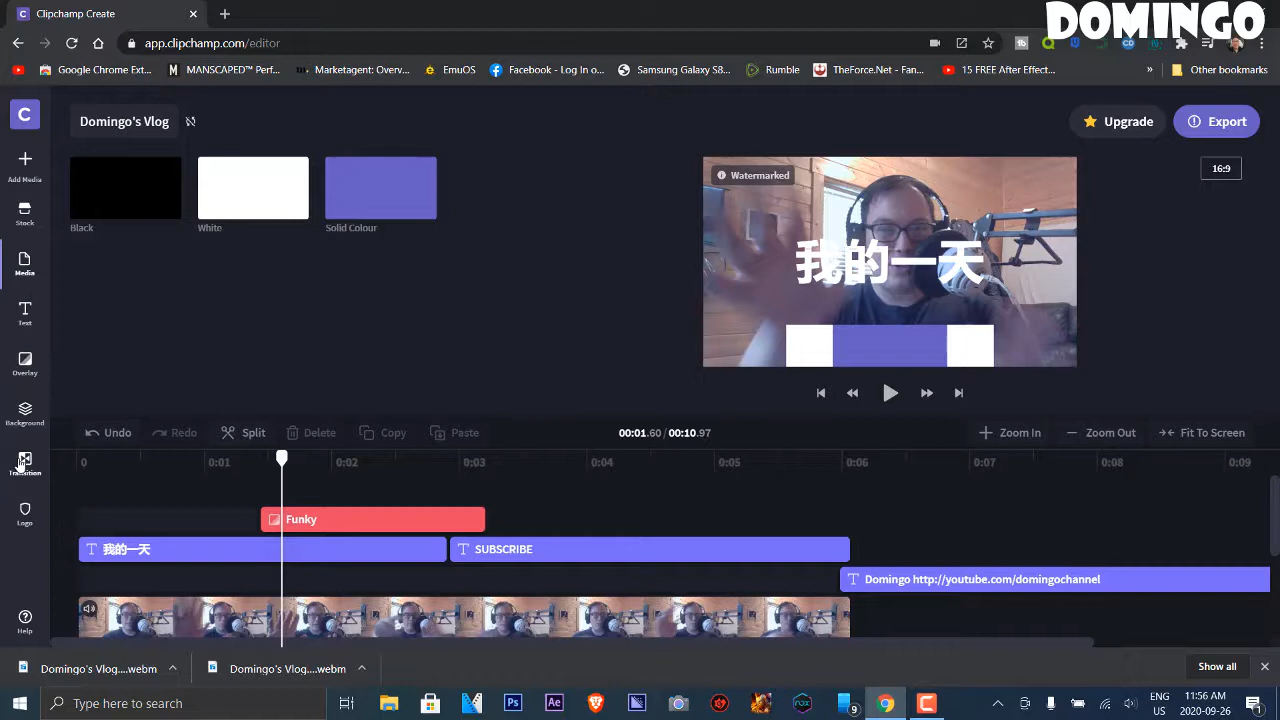 Clipchamp Create
DOMINGO
app.clipchamp.com/editor
Google Chrome Ext...
MANSCAPED™ Perf...
Marketagent: Overv...
EmuOS
Facebook - Log In o...
Samsung Galaxy S8...
Rumble
TheForce.Net - Fan...
15 FREE After Effect...
Other bookmarks
C
Domingo's Vlog
Upgrade
Export
Add Media
Stock
Media
Text
Overlay
Background
Transition
Logo
Help
Black
White
Solid Colour
Watermarked
16:9
我的一天
Undo
Redo
Split
Delete
Copy
Paste
00:01.60 / 00:10.97
Zoom In
Zoom Out
Fit To Screen
0
0:01
0:02
0:03
0:04
0:05
0:06
0:07
0:08
0:09
Funky
我的一天
SUBSCRIBE
Domingo http://youtube.com/domingochannel
Domingo's Vlog....webm
Domingo's Vlog....webm
Show all
Type here to search
9
ENG
US
11:56 AM
2020-09-26
1